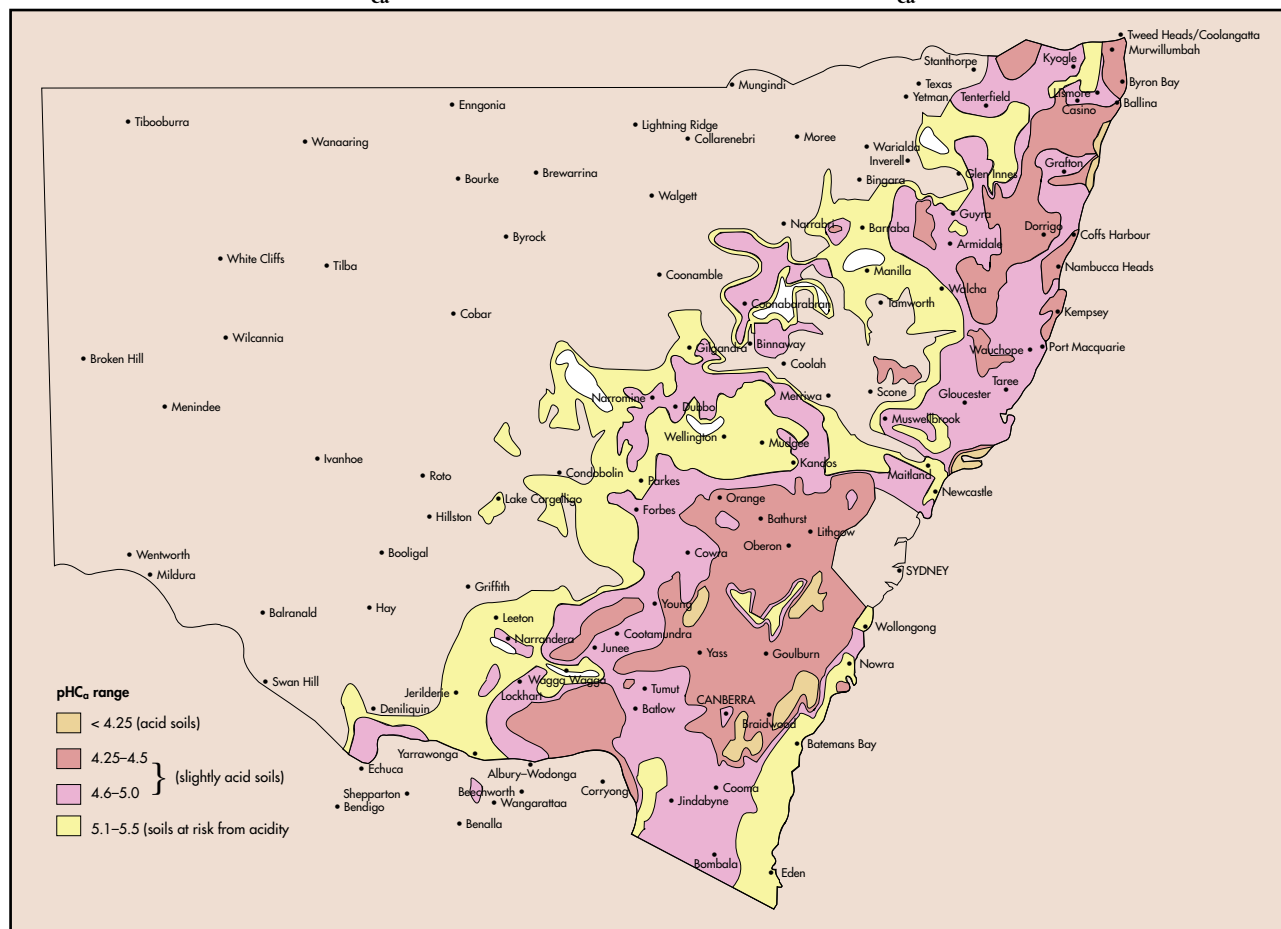 Ca Ca
Tweed Heads/Coolangatta
Murwillumbah
Stanthorpe
Kyogle
Mungindi
Texas
Byron Bay
Yetman
Lismore
Tenterfield
Ballina
Enngonia
Casino
Tibooburra
Lightning Ridge
Collarenebri
Moree
Wanaaring
Warialda
Inverell
Grafton
Brewarrina
Glen Innes
Bourke
Bingara
Walgett
Guyra
Narrabri
Barraba
Dorrigo
Coffs Harbour
Byrock
Armidale
White Cliffs
Tilba
Nambucca Heads
Coonamble
Manilla
Walcha
Coonabarabran
Tamworth
Cobar
Kempsey
Wilcannia
Binnaway
Gilgandra
Wauchope
Port Macquarie
Broken Hill
Coolah
Taree
Scone
Gloucester
Narromine
Merriwa
Menindee
Dubbo
Muswellbrook
Wellington
Mudgee
Ivanhoe
Kandos
Roto
Condobolin
Maitland
Parkes
Newcastle
Lake Cargelligo
Orange
Forbes
Hillston
Bathurst
Lithgow
Oberon
Wentworth
Booligal
Cowra
Mildura
SYDNEY
Griffith
Balranald
Hay
Young
Leeton
Wollongong
Narrandera
Cootamundra
Junee
Yass
Goulburn
Nowra
Swan Hill
Wagga Wagga
pHCa range
Jerilderie
Lockhart
Tumut
CANBERRA
Deniliquin
Batlow
Braidwood
< 4.25 (acid soils)
Batemans Bay
4.25–4.5
Yarrawonga
Echuca
} (slightly acid soils)
Albury–Wodonga
4.6–5.0
Shepparton
Beechworth
Corryong
Cooma
Bendigo
Wangarattaa
Jindabyne
5.1–5.5 (soils at risk from acidity
Benalla
Bombala
Eden